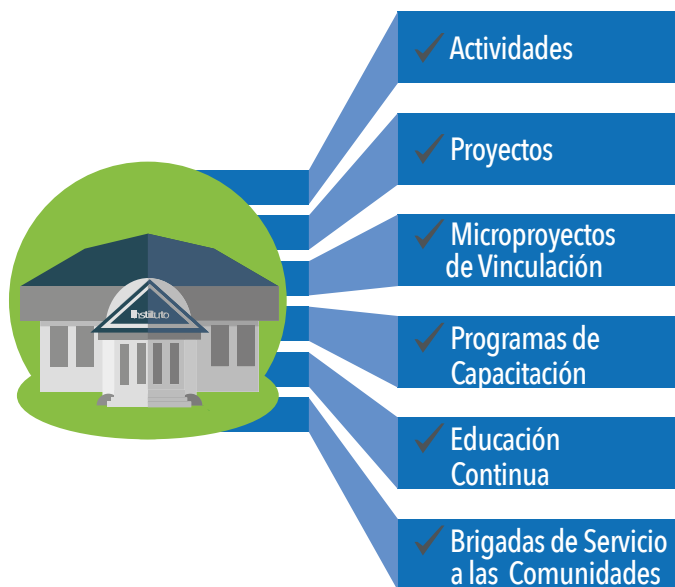 Actividades
Proyectos
Microproyectos
de Vinculación
Instituto
Programas de
Capacitación
Educación
Continua
Brigadas de Servicio
a las Comunidades